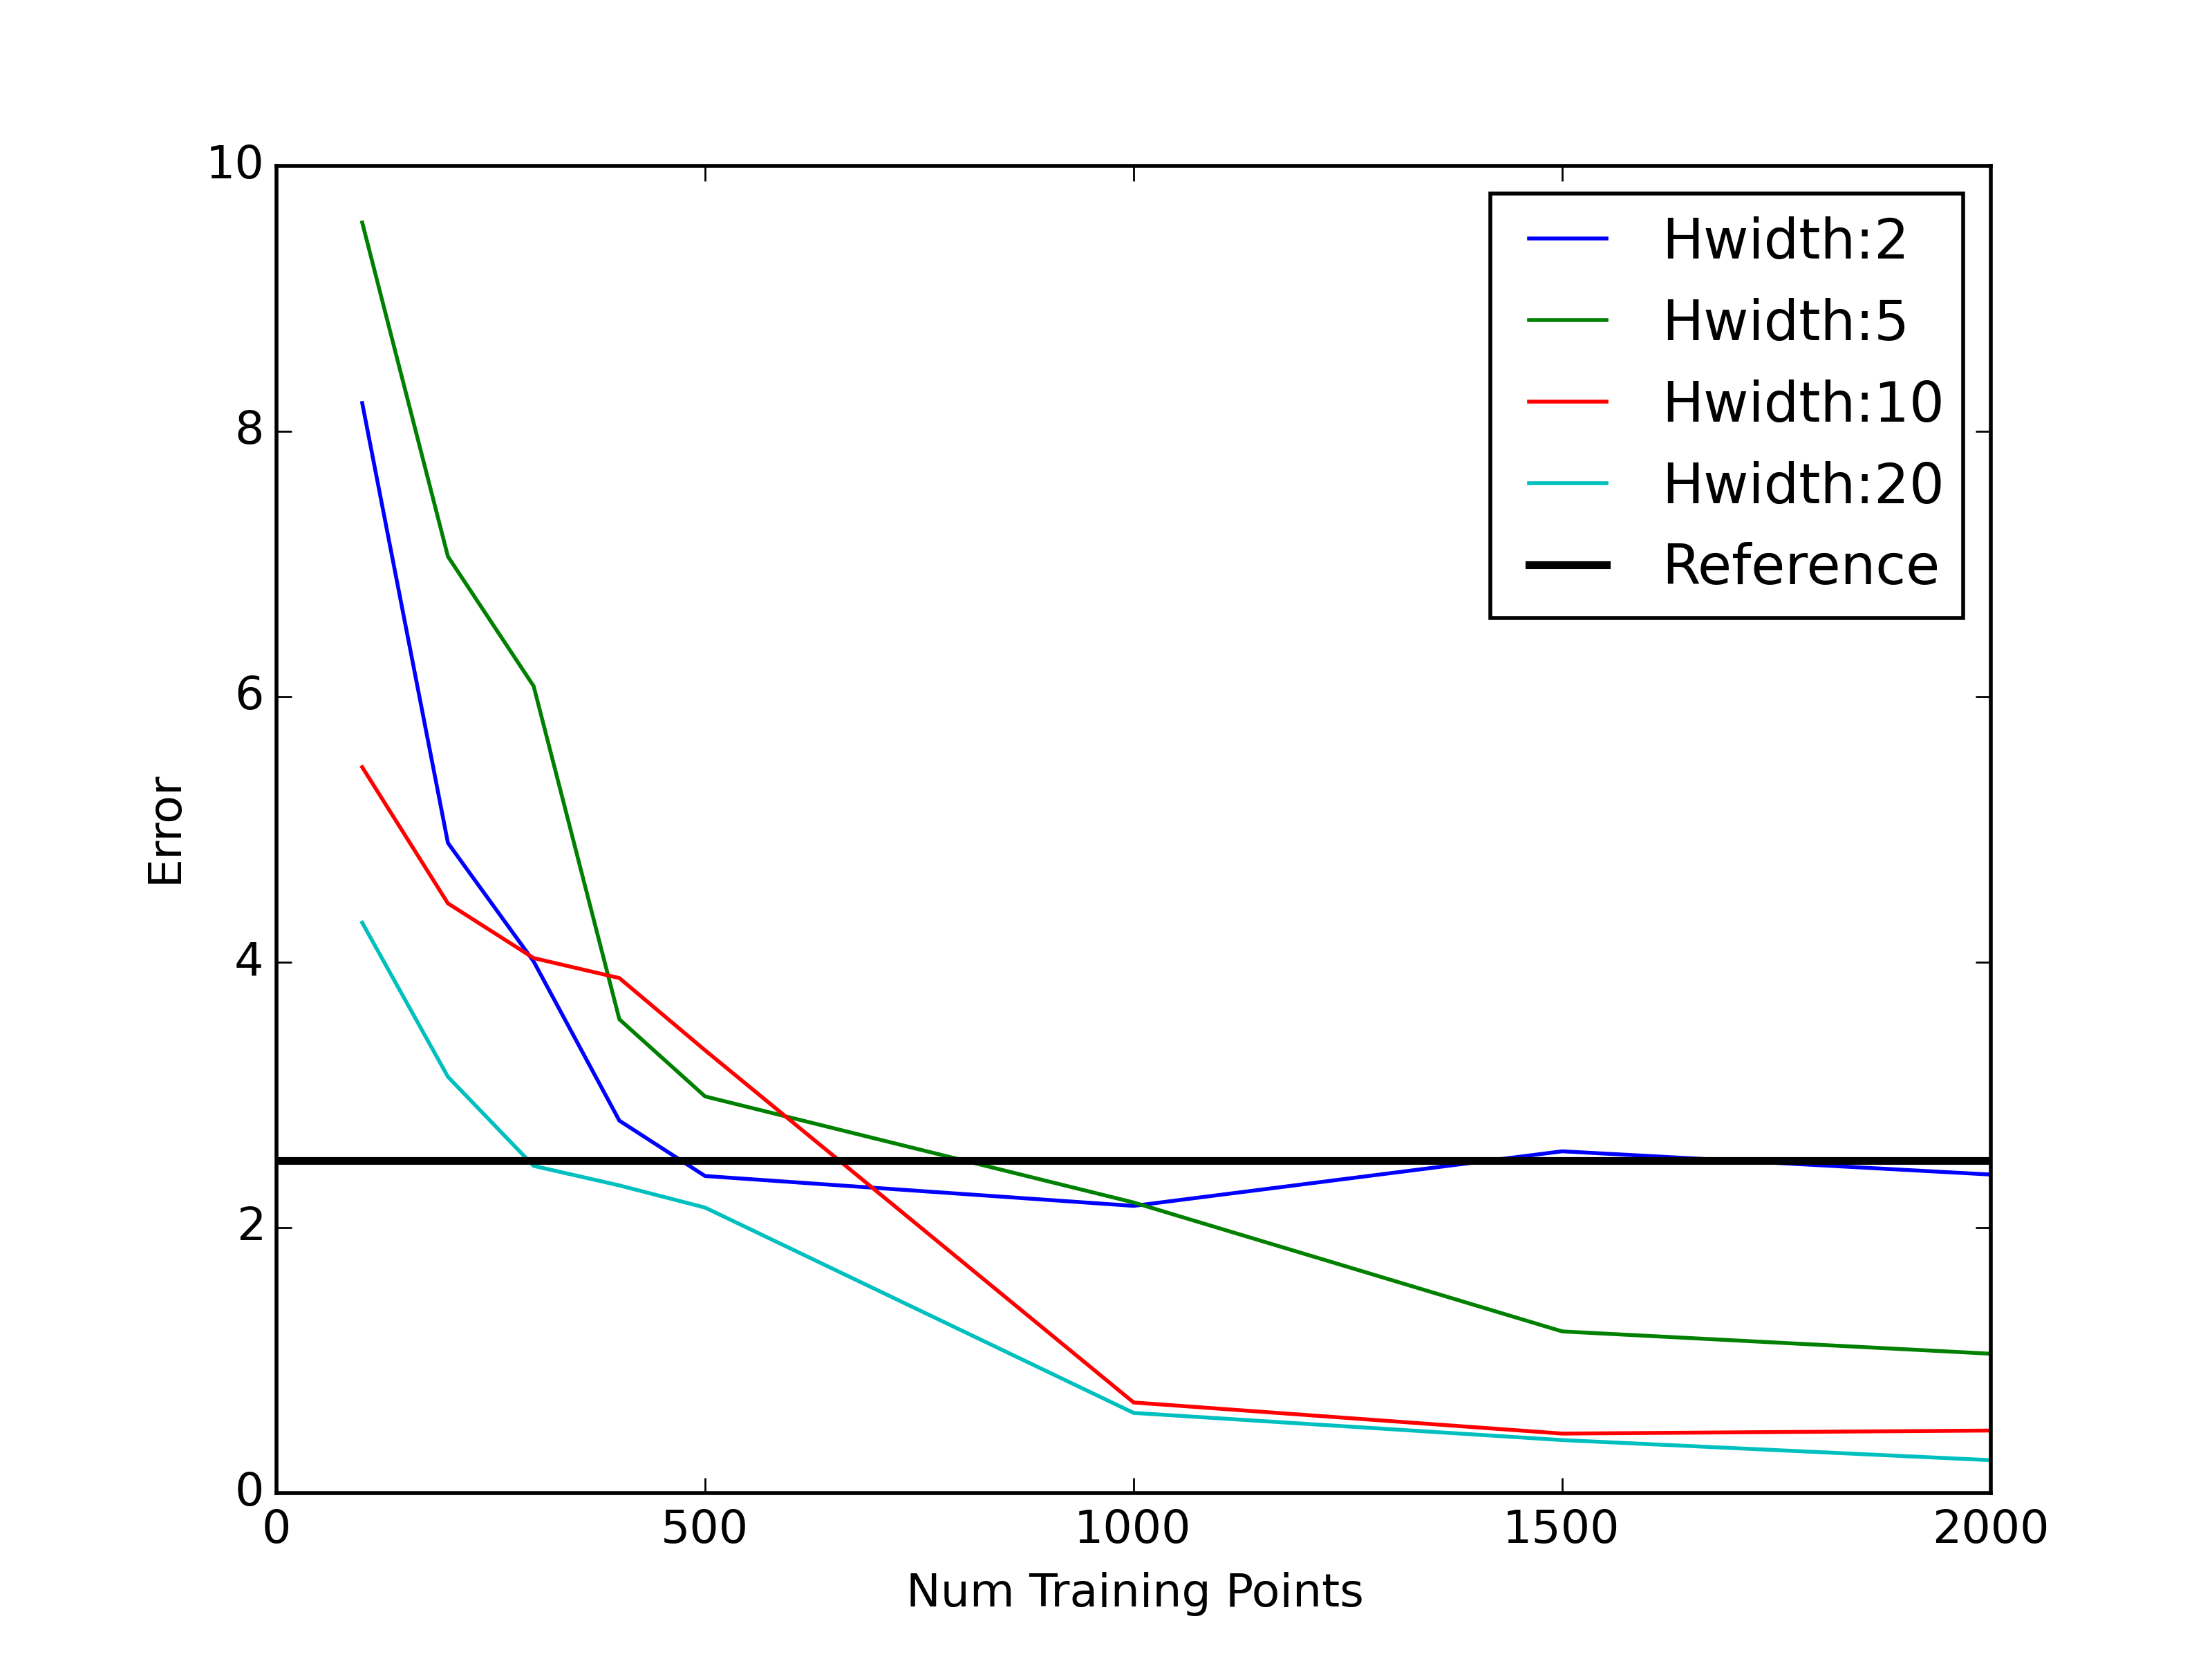 10
8
6
4
2
0
Error
0 500 1000 1500 2000
Num Training Points
Hwidth:2
Hwidth:5
Hwidth:10
Hwidth:20
Reference